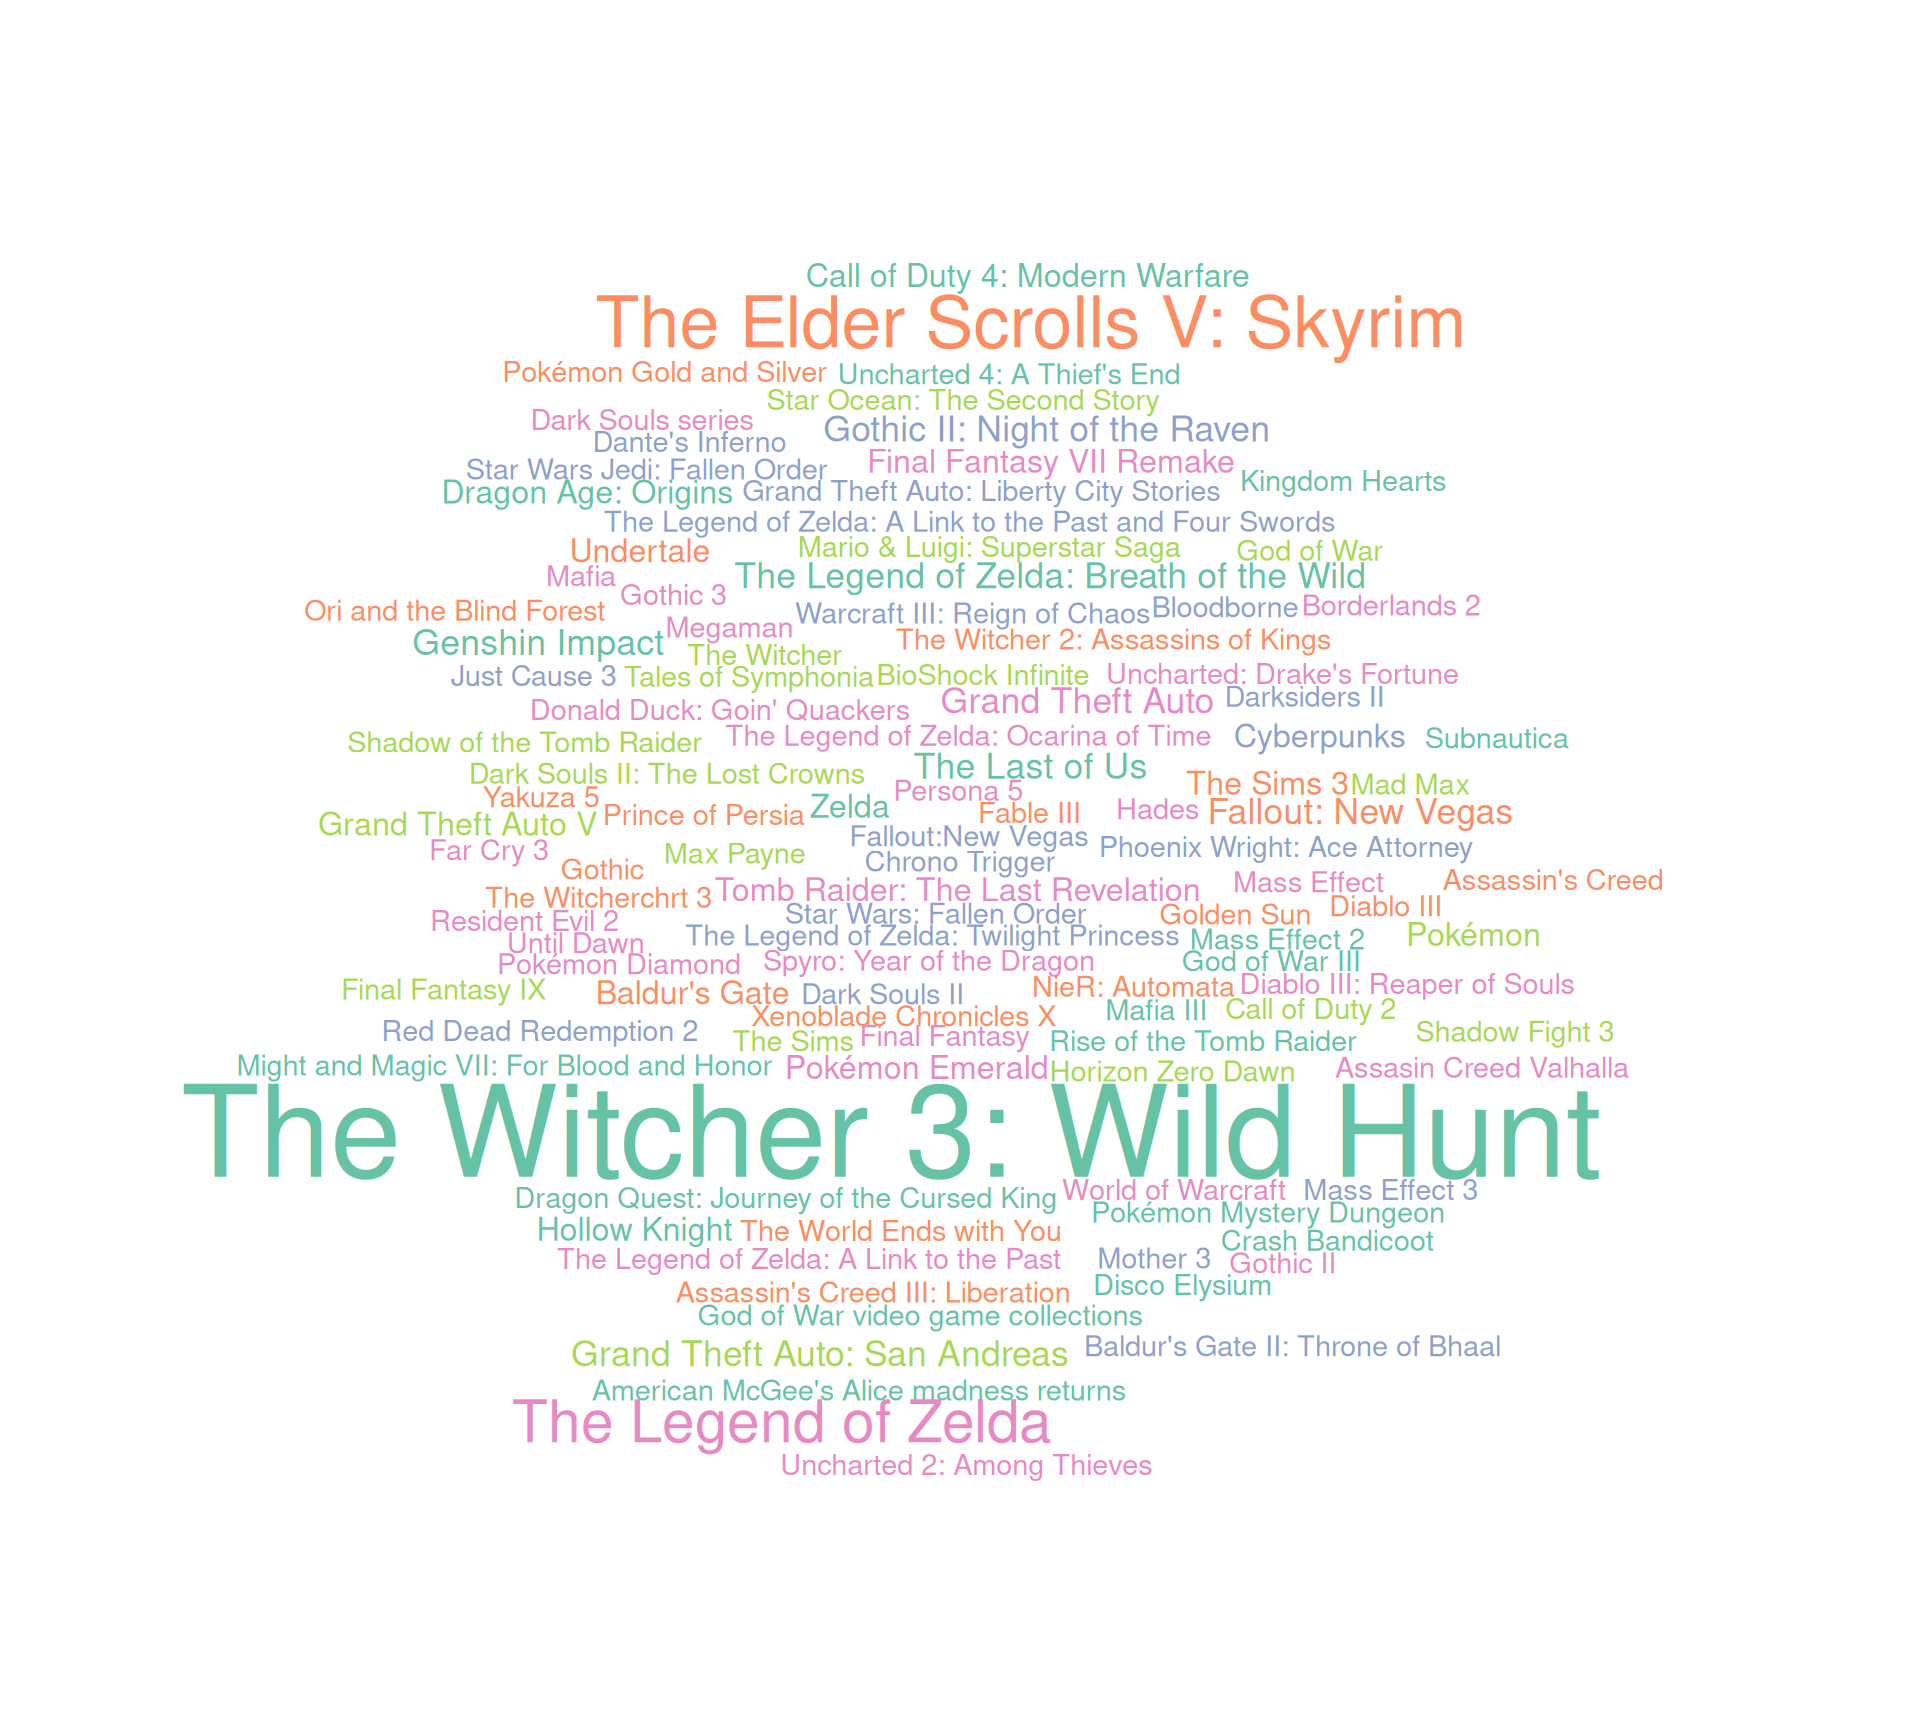 Call of Duty 4: Modern Warfare
The Elder Scrolls V: Skyrim
Pokémon Gold and Silver
Uncharted 4: A Thief's End
Star Ocean: The Second Story
Dark Souls series
Gothic II: Night of the Raven
Dante's Inferno
Final Fantasy VII Remake
Star Wars Jedi: Fallen Order
Kingdom Hearts
Dragon Age: Origins
Grand Theft Auto: Liberty City Stories
The Legend of Zelda: A Link to the Past and Four Swords
Undertale
Mario & Luigi: Superstar Saga
God of War
Mafia
The Legend of Zelda: Breath of the Wild
Gothic 3
Ori and the Blind Forest
Warcraft III: Reign of Chaos
Bloodborne
Borderlands 2
Megaman
Genshin Impact
The Witcher 2: Assassins of Kings
The Witcher
Just Cause 3
Tales of Symphonia
BioShock Infinite
Uncharted: Drake's Fortune
Donald Duck: Goin' Quackers
Grand Theft Auto
Darksiders II
Shadow of the Tomb Raider
The Legend of Zelda: Ocarina of Time
Cyberpunks
Subnautica
Dark Souls II: The Lost Crowns
The Last of Us
The Sims 3
Mad Max
Yakuza 5
Persona 5
Prince of Persia
Zelda
Fable III
Hades
Fallout: New Vegas
Grand Theft Auto V
Fallout:New Vegas
Far Cry 3
Max Payne
Phoenix Wright: Ace Attorney
Chrono Trigger
Gothic
Assassin's Creed
The Witcherchrt 3
Tomb Raider: The Last Revelation
Mass Effect
Resident Evil 2
Star Wars: Fallen Order
Golden Sun
Diablo III
Until Dawn
The Legend of Zelda: Twilight Princess
Mass Effect 2
Pokémon
Pokémon Diamond
Spyro: Year of the Dragon
God of War III
Final Fantasy IX
Baldur's Gate
Dark Souls II
NieR: Automata
Diablo III: Reaper of Souls
Xenoblade Chronicles X
Mafia III
Call of Duty 2
Red Dead Redemption 2
The Sims
Final Fantasy
Rise of the Tomb Raider
Shadow Fight 3
Might and Magic VII: For Blood and Honor
Pokémon Emerald
Horizon Zero Dawn
Assasin Creed Valhalla
The Witcher 3: Wild Hunt
Dragon Quest: Journey of the Cursed King
World of Warcraft
Mass Effect 3
Pokémon Mystery Dungeon
Hollow Knight
The World Ends with You
Crash Bandicoot
The Legend of Zelda: A Link to the Past
Mother 3
Gothic II
Assassin's Creed III: Liberation
Disco Elysium
God of War video game collections
Grand Theft Auto: San Andreas
Baldur's Gate II: Throne of Bhaal
American McGee's Alice madness returns
The Legend of Zelda
Uncharted 2: Among Thieves